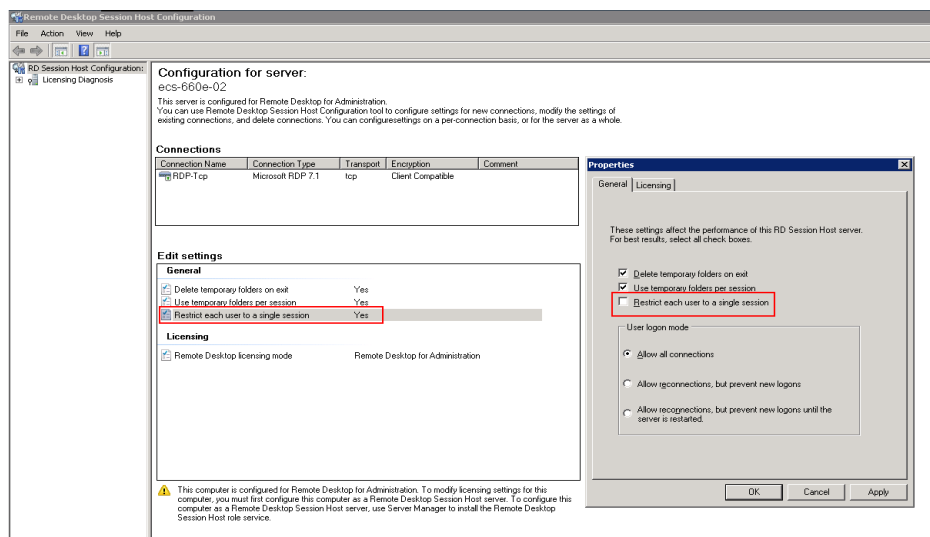 Remote Desktop Session Host Configuration
File Action View Help
RD Session Host Configuration:
Licensing Diagnosis
Configuration for server:
ecs-660e-02
This server is configured for Remote Desktop for Administration.
You can use Remote Desktop Session Host Configuration tool to configure settings for new connections, modify the settings of
existing connections, and delete connections. You can configuresettings on a per-connection basis, or for the server as a whole.
Connections
Connection Name Connection Type Transport Encryption Comment
RDP-Tcp Microsoft RDP 7.1 tcp Client Compatible
Edit settings
General
Delete temporary folders on exit Yes
Use temporary folders per session Yes
Restrict each user to a single session Yes
Licensing
Remote Desktop licensing mode Remote Desktop for Administration
This computer is configured for Remote Desktop for Administration. To modify licensing settings for this
computer, you must first configure this computer as a Remote Desktop Session Host server. To configure this
computer as a Remote Desktop Session Host server, use Server Manager to install the Remote Desktop
Session Host role service.
Properties
General Licensing
These settings affect the performance of this RD Session Host server.
For best results, select all check boxes.
Delete temporary folders on exit
Use temporary folders per session
Restrict each user to a single session
User logon mode
Allow all connections
Allow reconnections, but prevent new logons
Allow reconnections, but prevent new logons until the
server is restarted.
OK Cancel Apply